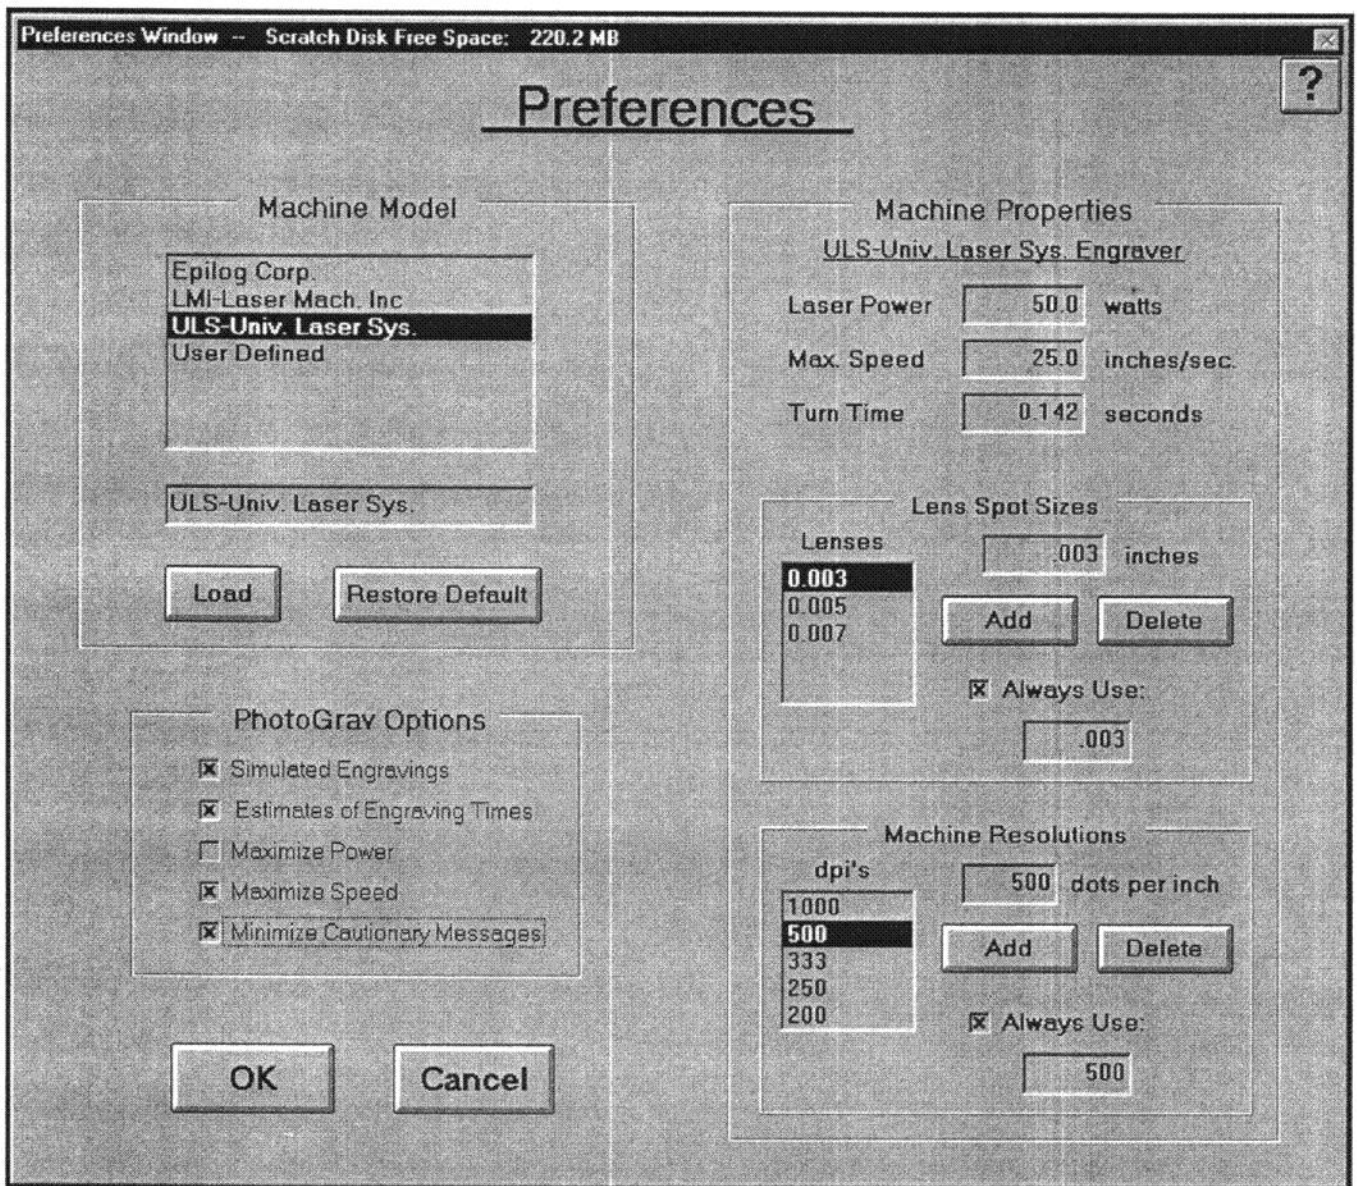 Preferences Window -- Scratch Disk Free Space: 220.2 MB
?
Preferences
Machine Model
Epilog Corp.
LMI-Laser Mach. Inc
ULS-Univ. Laser Sys.
User Defined
ULS-Univ. Laser Sys.
Load Restore Default
PhotoGrav Options
Simulated Engravings
Estimates of Engraving Times
Maximize Power
Maximize Speed
Minimize Cautionary Messages
OK Cancel
Machine Properties
ULS-Univ. Laser Sys. Engraver
Laser Power 50.0 watts
Max. Speed 25.0 inches/sec.
Turn Time 0.142 seconds
Lens Spot Sizes
Lenses
0.003
0.005
0.007
.003 inches
Add Delete
Always Use:
.003
Machine Resolutions
dpi's
1000
500
333
250
200
500 dots per inch
Add Delete
Always Use:
500